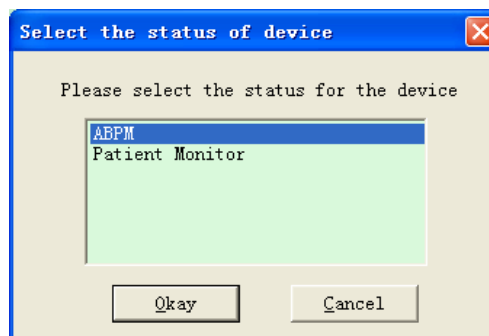 Select the status of device
Please select the status for the device
ABPM
Patient Monitor
Okay
Cancel